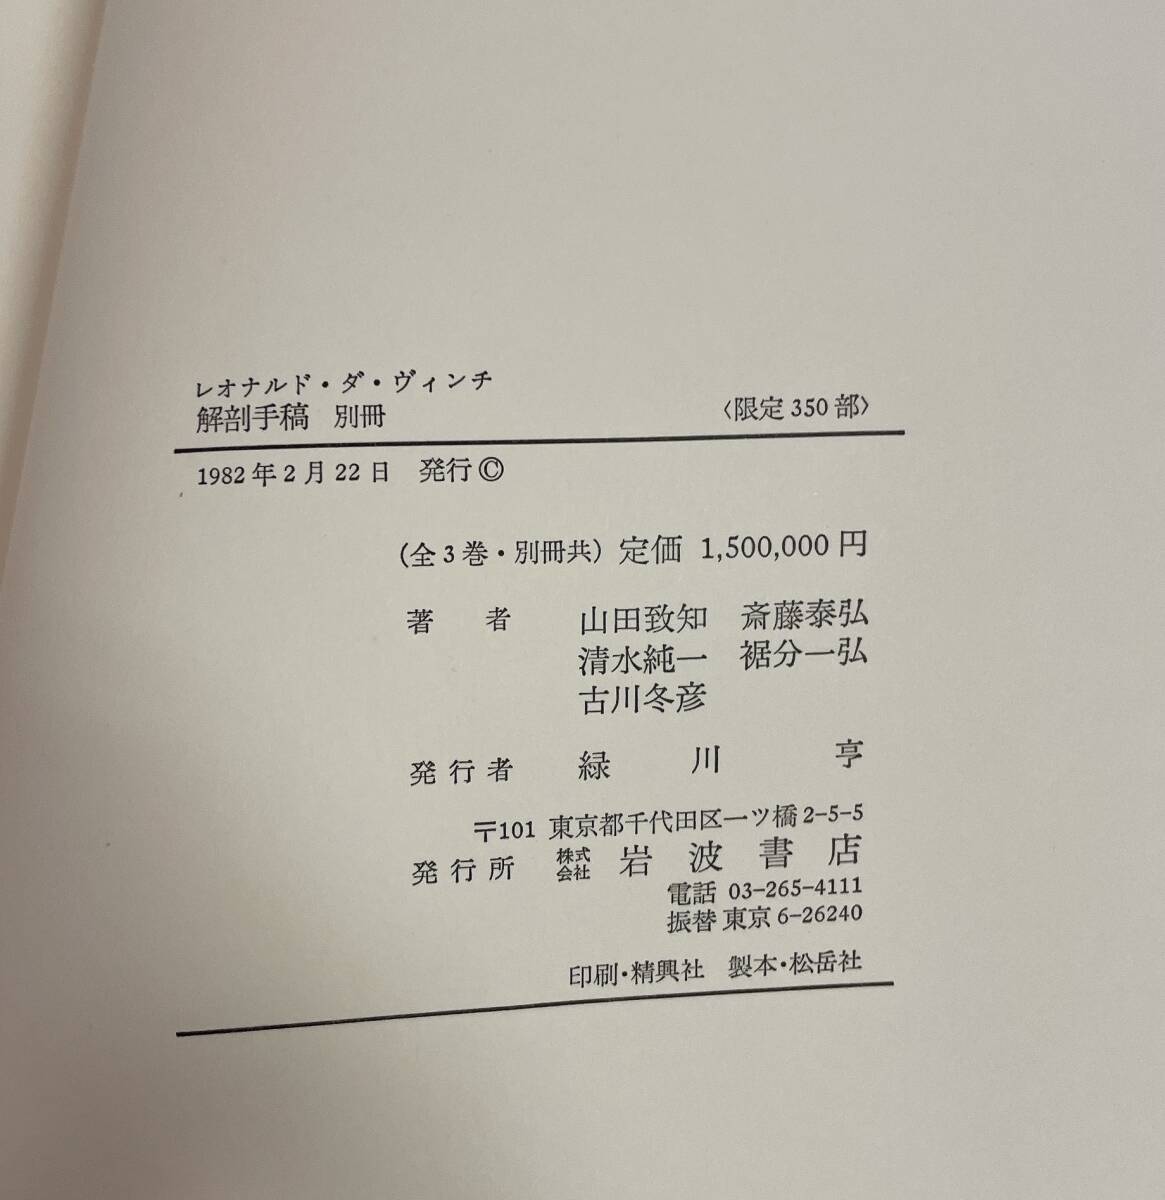 レオナルド・ダ・ヴィンチ
解剖手稿 別冊 〈限定350部〉
1982年2月22日 発行©
(全3巻・別冊共) 定価 1,500,000円
著者 山田致知 斎藤泰弘
清水純一 裾分一弘
古川冬彦
発行者 緑川亨
〒101 東京都千代田区一ツ橋2-5-5
発行所 株式会社 岩波書店
電話 03-265-4111
振替 東京6-26240
印刷・精興社 製本・松岳社